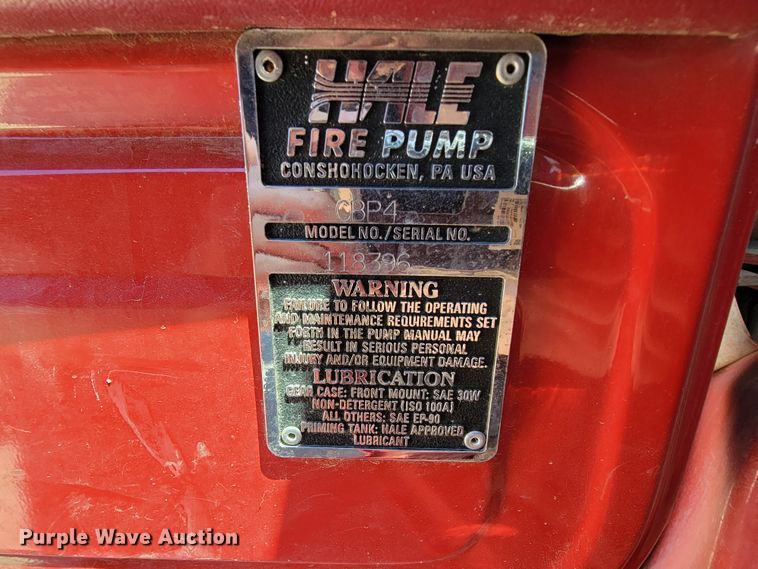 HALE
FIRE PUMP
CONSHOHOCKEN, PA USA
CBP4
MODEL NO./SERIAL NO.
118396
WARNING
FAILURE TO FOLLOW THE OPERATING
AND MAINTENANCE REQUIREMENTS SET
FORTH IN THE PUMP MANUAL MAY
RESULT IN SERIOUS PERSONAL
INJURY AND/OR EQUIPMENT DAMAGE.
LUBRICATION
GEAR CASE: FRONT MOUNT: SAE 30W
NON-DETERGENT (ISO 100A)
ALL OTHERS: SAE EP-90
PRIMING TANK: HALE APPROVED
LUBRICANT
Purple Wave Auction